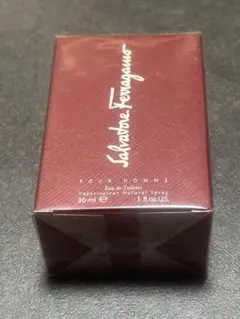 Salvatore Ferragamo
POUR HOMME
Eau de Toilette
Vaporisateur Natural Spray
30 ml ℮ 1 fl.oz.U.S.